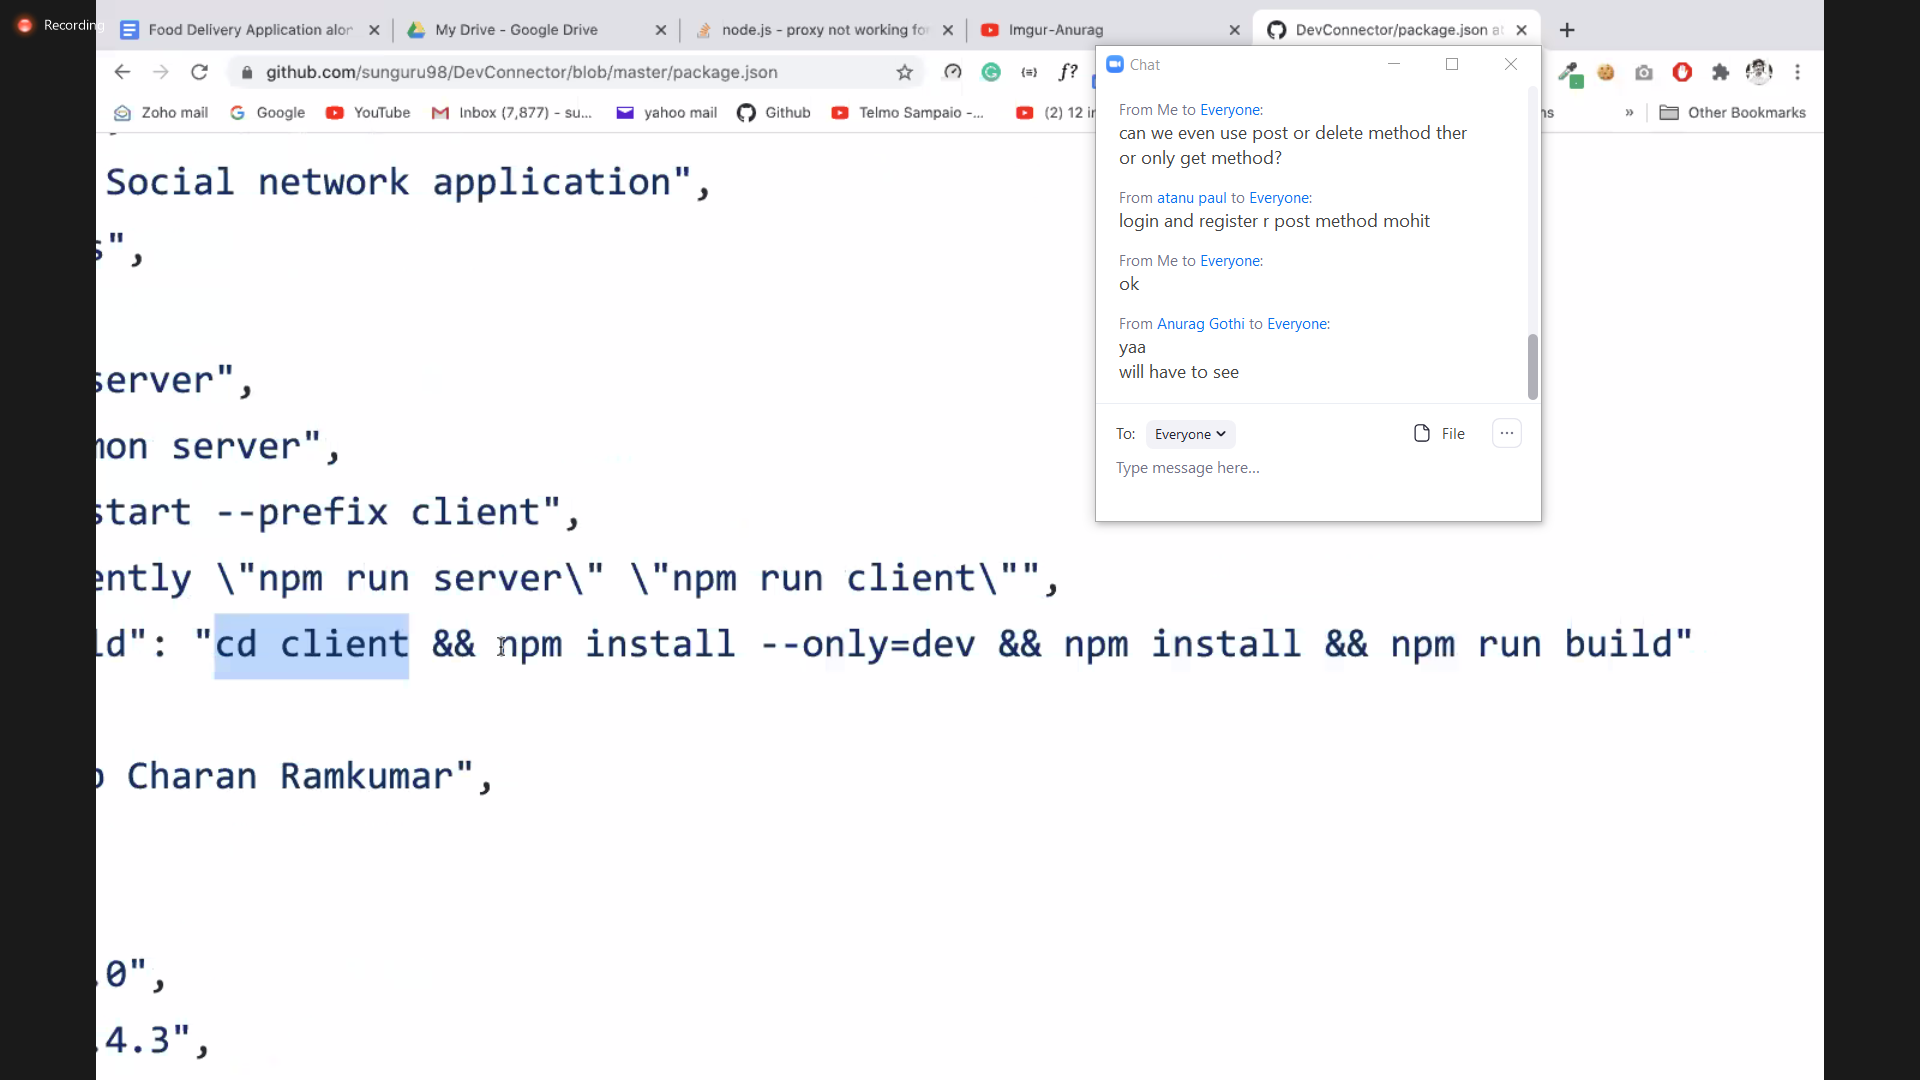 Recording
Food Delivery Application alor
My Drive - Google Drive
node.js - proxy not working fo
Imgur-Anurag
DevConnector/package.json at
github.com/sunguru98/DevConnector/blob/master/package.json
{=}
f?
Zoho mail
Google
YouTube
Inbox (7,877) - su...
yahoo mail
Github
Telmo Sampaio -...
(2) 12 in
ns
»
Other Bookmarks
Chat
From Me to Everyone:
can we even use post or delete method ther
or only get method?
From atanu paul to Everyone:
login and register r post method mohit
From Me to Everyone:
ok
From Anurag Gothi to Everyone:
yaa
will have to see
To: Everyone
File
...
Type message here...
Social network application",
s",
server",
mon server",
start --prefix client",
ently \"npm run server\" \"npm run client\"",
ld": "cd client && npm install --only=dev && npm install && npm run build"
p Charan Ramkumar",
.0",
.4.3",